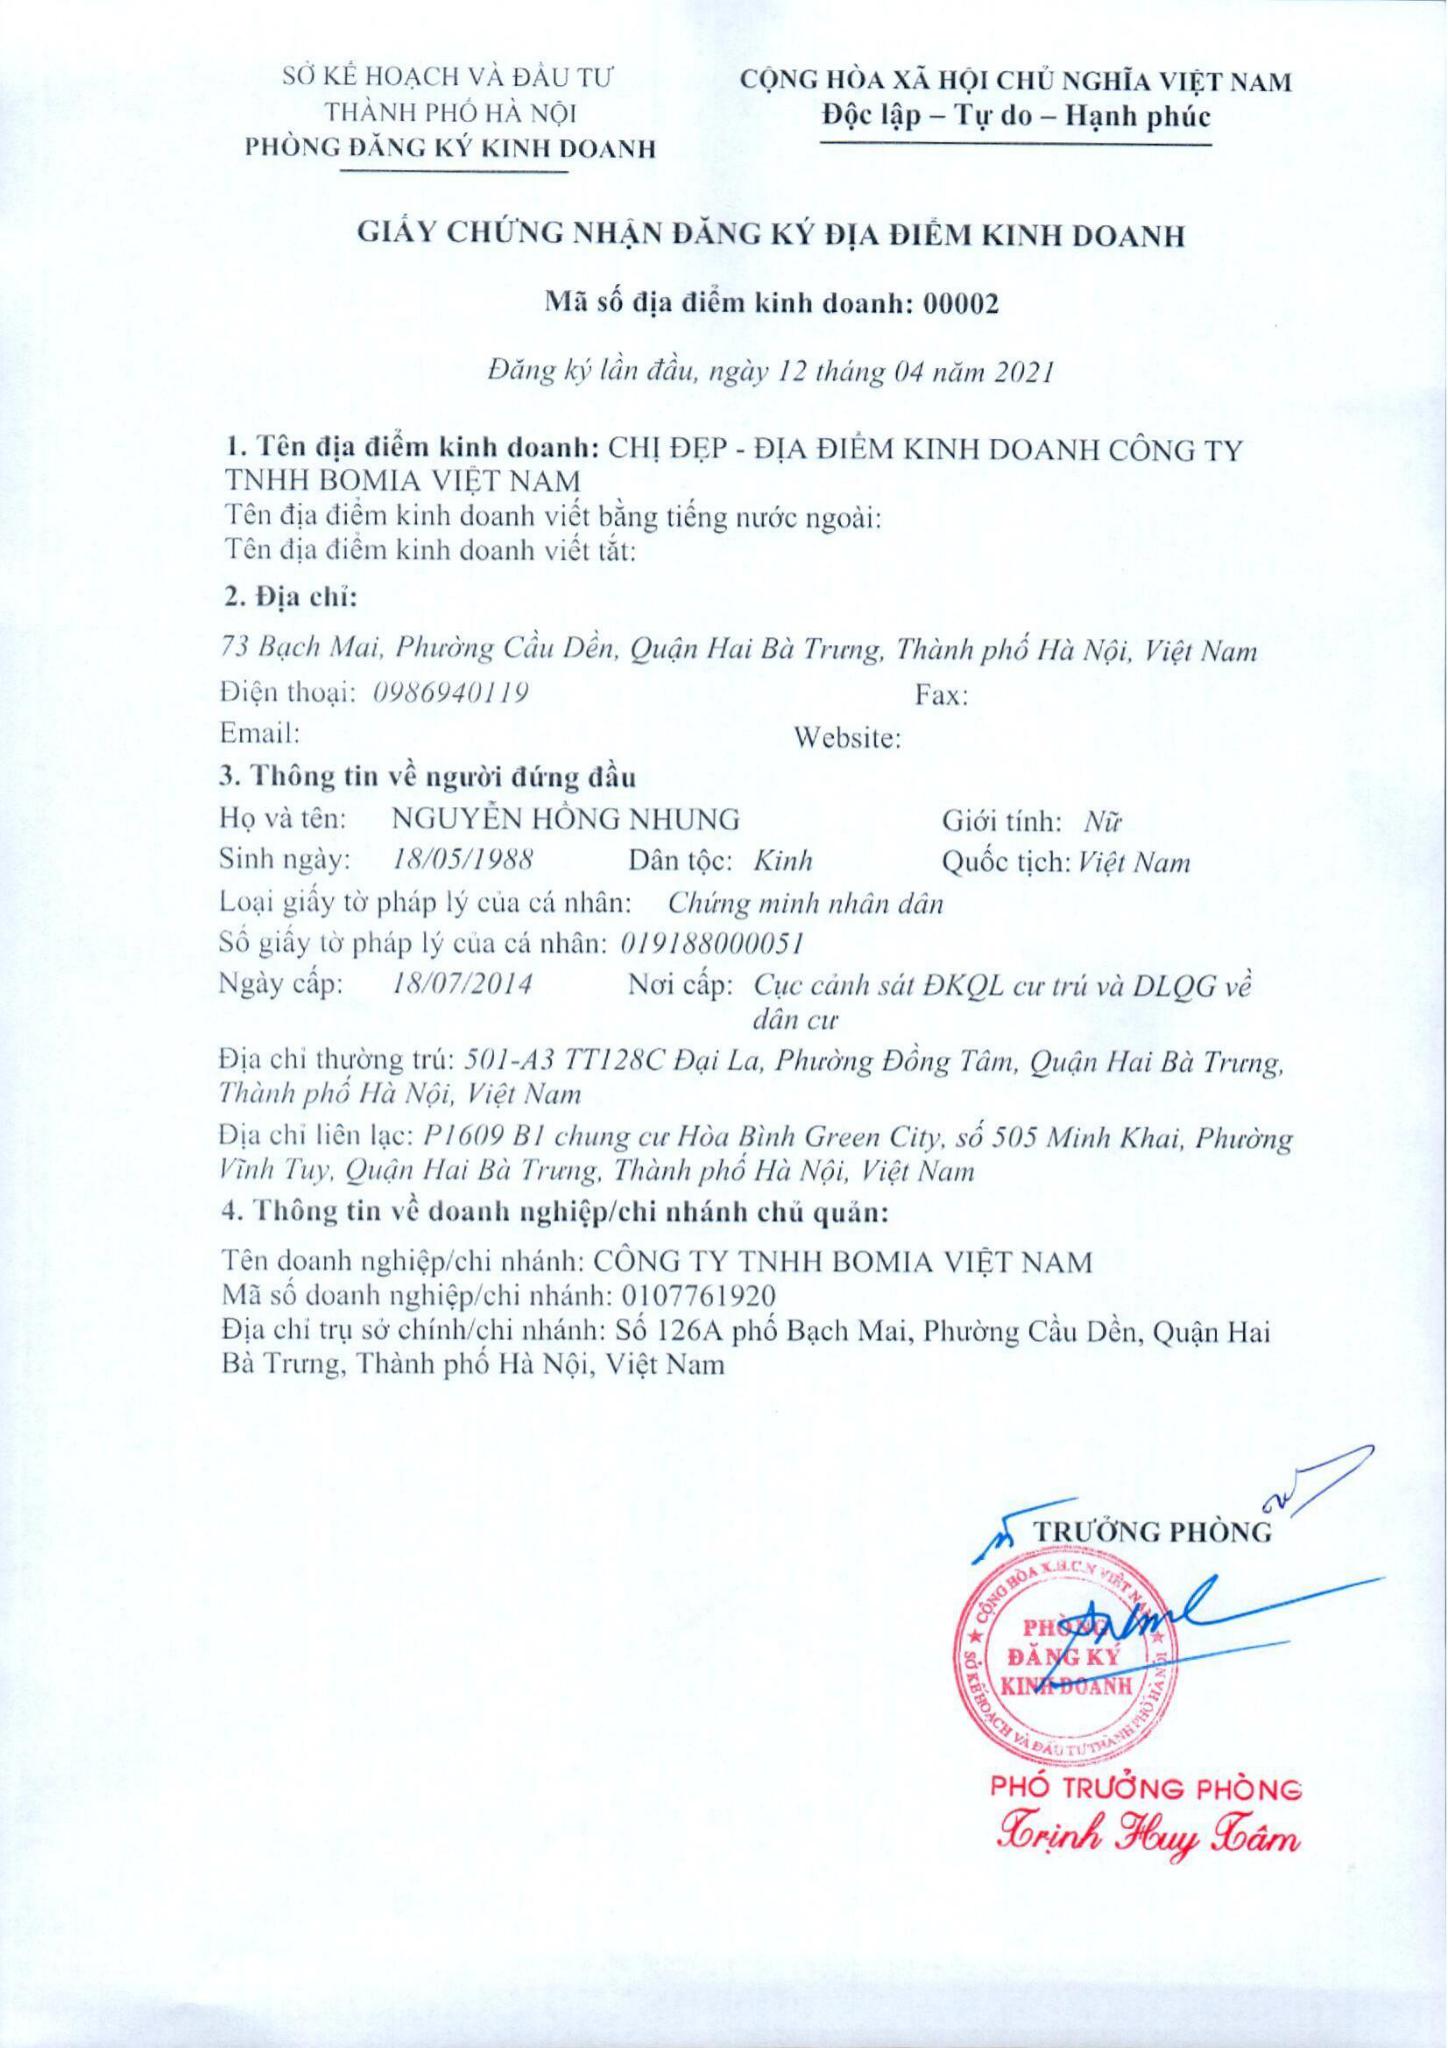 SỞ KẾ HOẠCH VÀ ĐẦU TƯ
THÀNH PHỐ HÀ NỘI
PHÒNG ĐĂNG KÝ KINH DOANH
CỘNG HÒA XÃ HỘI CHỦ NGHĨA VIỆT NAM
Độc lập – Tự do – Hạnh phúc
GIẤY CHỨNG NHẬN ĐĂNG KÝ ĐỊA ĐIỂM KINH DOANH
Mã số địa điểm kinh doanh: 00002
Đăng ký lần đầu, ngày 12 tháng 04 năm 2021
1. Tên địa điểm kinh doanh: CHỊ ĐẸP - ĐỊA ĐIỂM KINH DOANH CÔNG TY
TNHH BOMIA VIỆT NAM
Tên địa điểm kinh doanh viết bằng tiếng nước ngoài:
Tên địa điểm kinh doanh viết tắt:
2. Địa chỉ:
73 Bạch Mai, Phường Cầu Dền, Quận Hai Bà Trưng, Thành phố Hà Nội, Việt Nam
Điện thoại: 0986940119 Fax:
Email: Website:
3. Thông tin về người đứng đầu
Họ và tên: NGUYỄN HỒNG NHUNG Giới tính: Nữ
Sinh ngày: 18/05/1988 Dân tộc: Kinh Quốc tịch: Việt Nam
Loại giấy tờ pháp lý của cá nhân: Chứng minh nhân dân
Số giấy tờ pháp lý của cá nhân: 019188000051
Ngày cấp: 18/07/2014 Nơi cấp: Cục cảnh sát ĐKQL cư trú và DLQG về
dân cư
Địa chỉ thường trú: 501-A3 TT128C Đại La, Phường Đồng Tâm, Quận Hai Bà Trưng,
Thành phố Hà Nội, Việt Nam
Địa chỉ liên lạc: P1609 B1 chung cư Hòa Bình Green City, số 505 Minh Khai, Phường
Vĩnh Tuy, Quận Hai Bà Trưng, Thành phố Hà Nội, Việt Nam
4. Thông tin về doanh nghiệp/chi nhánh chủ quản:
Tên doanh nghiệp/chi nhánh: CÔNG TY TNHH BOMIA VIỆT NAM
Mã số doanh nghiệp/chi nhánh: 0107761920
Địa chỉ trụ sở chính/chi nhánh: Số 126A phố Bạch Mai, Phường Cầu Dền, Quận Hai
Bà Trưng, Thành phố Hà Nội, Việt Nam
TRƯỞNG PHÒNG
CỘNG HÒA X.H.C.N VIỆT NAM
PHÒNG
ĐĂNG KÝ
KINH DOANH
SỞ KẾ HOẠCH VÀ ĐẦU TƯ THÀNH PHỐ HÀ NỘI
PHÓ TRƯỞNG PHÒNG
Trịnh Huy Tâm